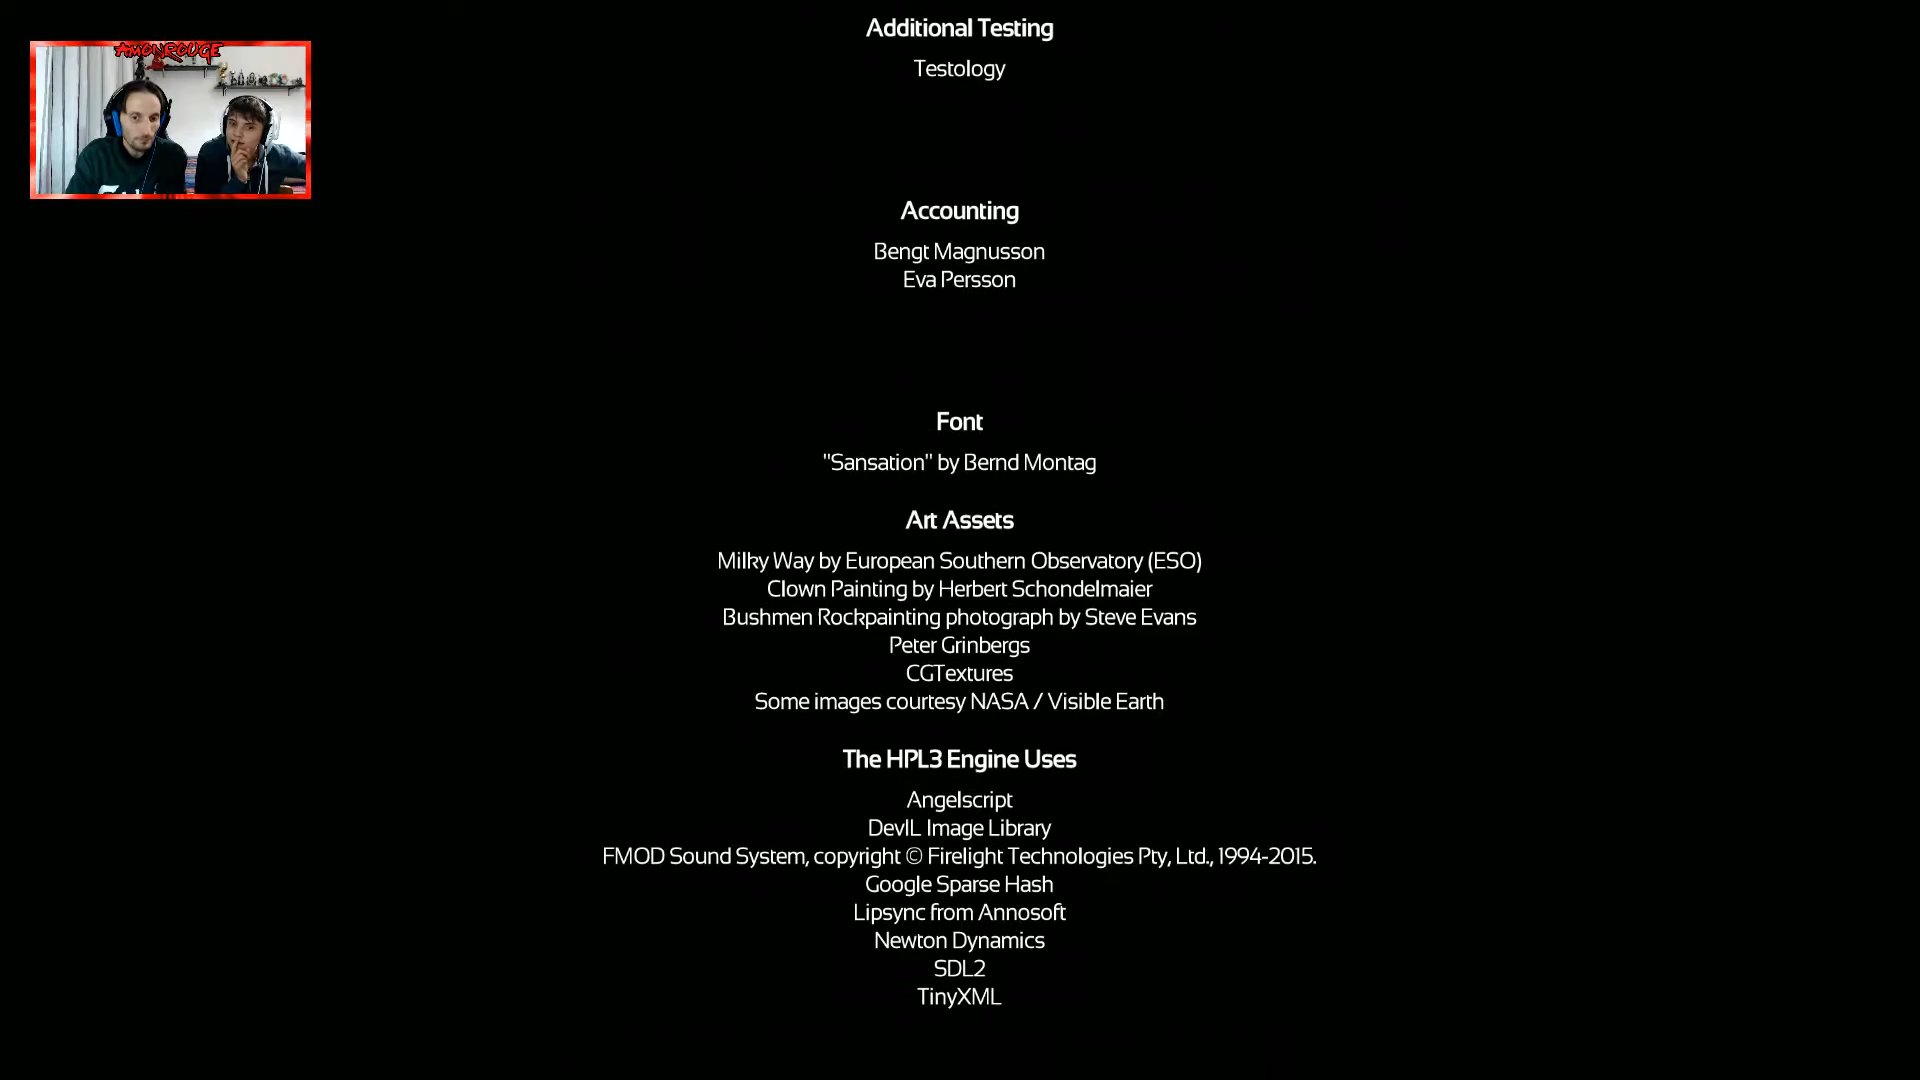 AMONROUGE
Additional Testing
Testology
Accounting
Bengt Magnusson
Eva Persson
Font
"Sansation" by Bernd Montag
Art Assets
Milky Way by European Southern Observatory (ESO)
Clown Painting by Herbert Schondelmaier
Bushmen Rockpainting photograph by Steve Evans
Peter Grinbergs
CGTextures
Some images courtesy NASA / Visible Earth
The HPL3 Engine Uses
Angelscript
DevIL Image Library
FMOD Sound System, copyright © Firelight Technologies Pty, Ltd., 1994-2015.
Google Sparse Hash
Lipsync from Annosoft
Newton Dynamics
SDL2
TinyXML